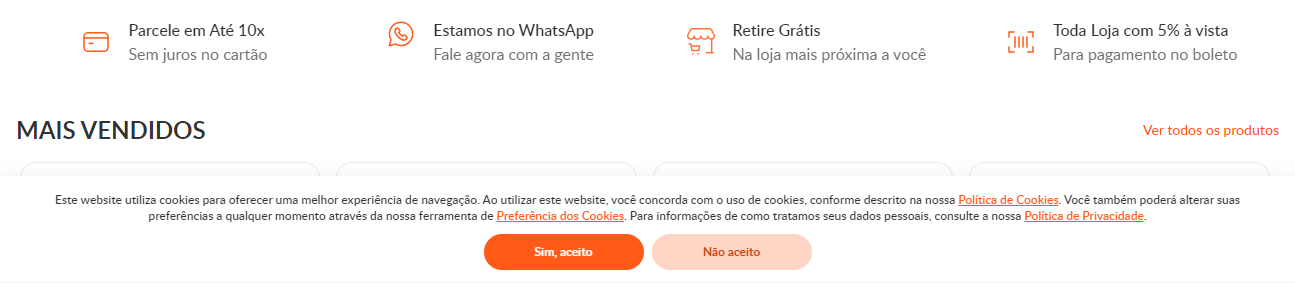 Parcele em Até 10x
Sem juros no cartão
Estamos no WhatsApp
Fale agora com a gente
Retire Grátis
Na loja mais próxima a você
Toda Loja com 5% à vista
Para pagamento no boleto
MAIS VENDIDOS
Ver todos os produtos
Este website utiliza cookies para oferecer uma melhor experiência de navegação. Ao utilizar este website, você concorda com o uso de cookies, conforme descrito na nossa Política de Cookies. Você também poderá alterar suas
preferências a qualquer momento através da nossa ferramenta de Preferência dos Cookies. Para informações de como tratamos seus dados pessoais, consulte a nossa Política de Privacidade.
Sim, aceito
Não aceito